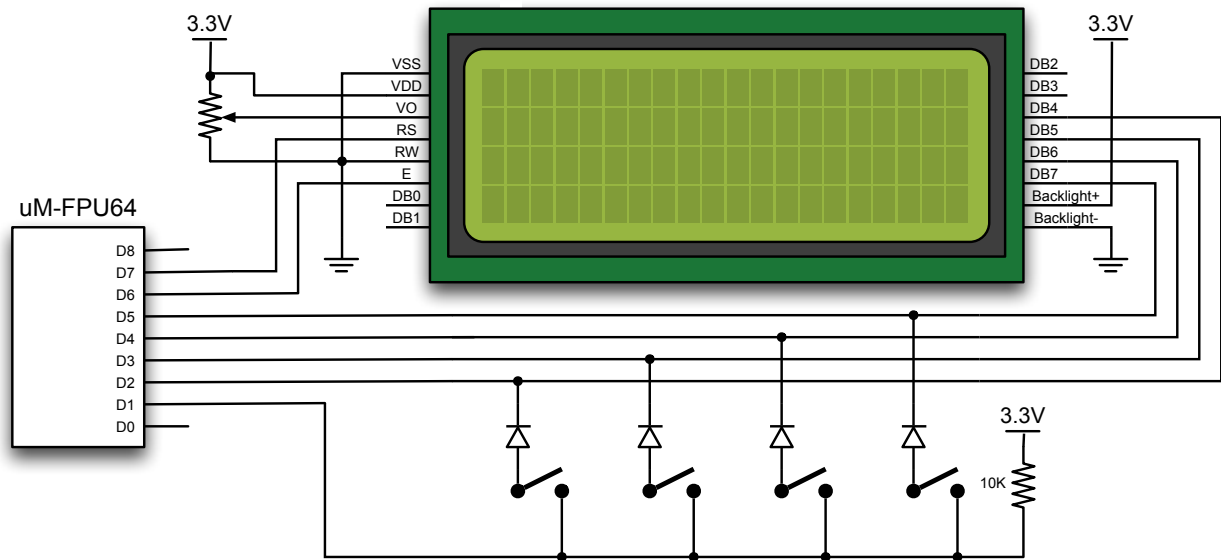 3.3V
3.3V
VSS
VDD
VO
RS
RW
E
DB0
DB1
DB2
DB3
DB4
DB5
DB6
DB7
Backlight+
Backlight-
uM-FPU64
D8
D7
D6
D5
D4
D3
D2
D1
D0
3.3V
10K